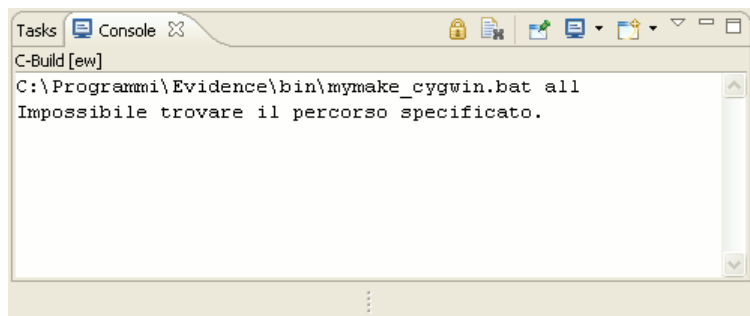 Tasks Console
C-Build [ew]
C:\Programmi\Evidence\bin\mymake_cygwin.bat all
Impossibile trovare il percorso specificato.